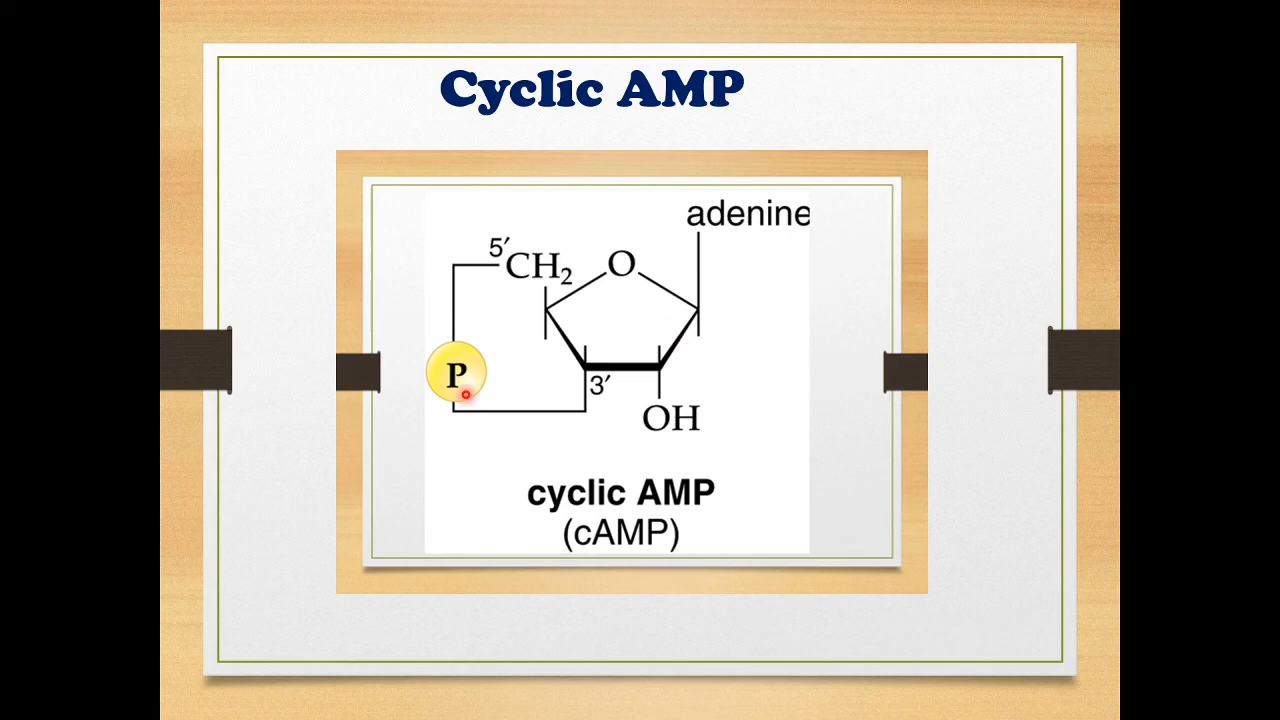 Cyclic AMP
adenine
5′
CH₂
O
P
3′
OH
cyclic AMP
(cAMP)